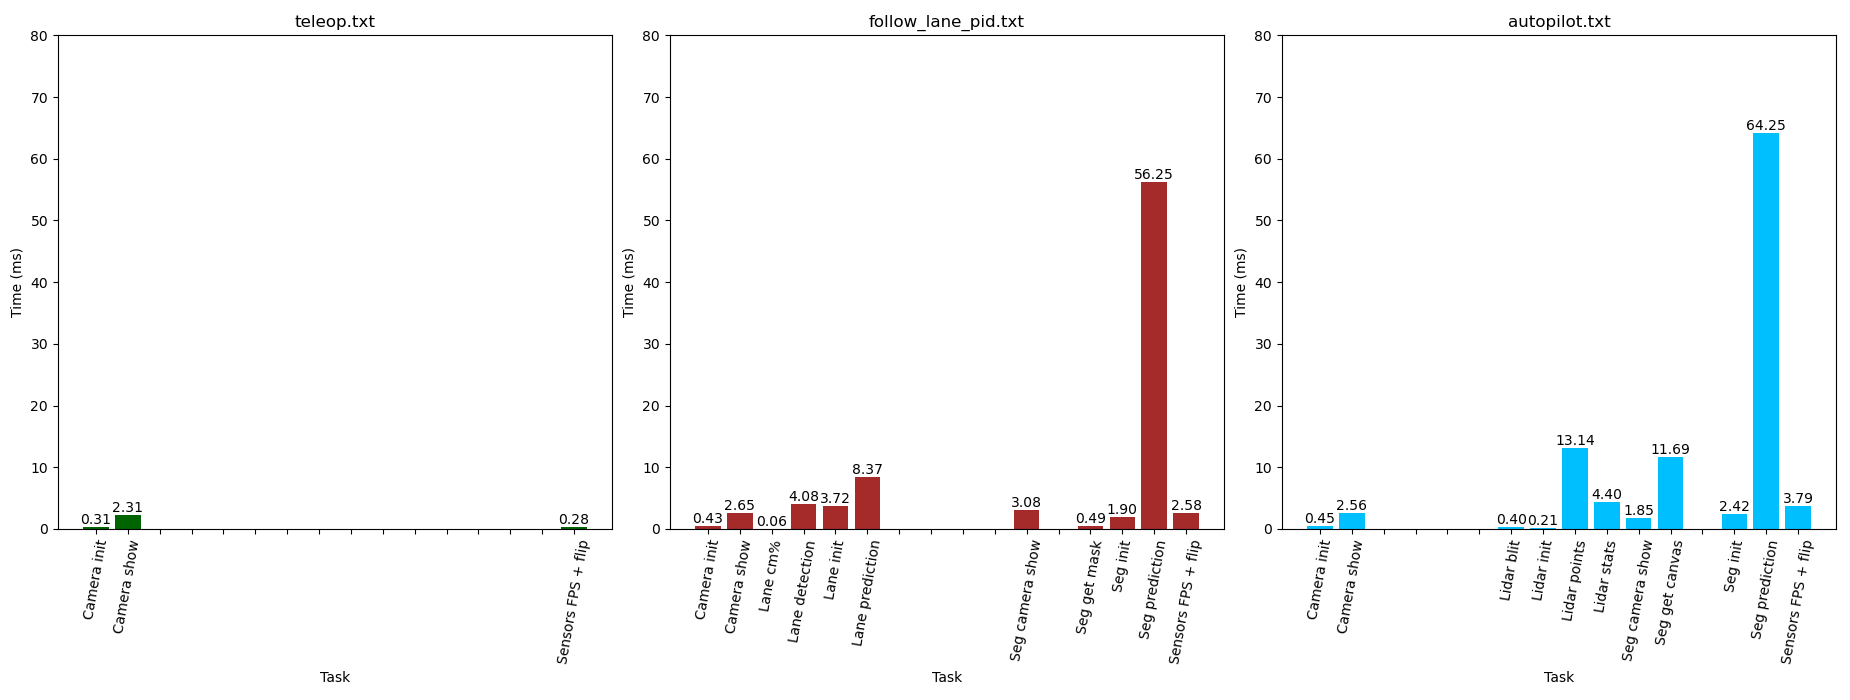 teleop.txt
80
70
60
50
40
30
20
10
0
Time (ms)
0.31
2.31
0.28
Camera init
Camera show
Sensors FPS + flip
Task
follow_lane_pid.txt
80
70
60
50
40
30
20
10
0
Time (ms)
0.43
2.65
0.06
4.08
3.72
8.37
3.08
0.49
1.90
56.25
2.58
Camera init
Camera show
Lane cm%
Lane detection
Lane init
Lane prediction
Seg camera show
Seg get mask
Seg init
Seg prediction
Sensors FPS + flip
Task
autopilot.txt
80
70
60
50
40
30
20
10
0
Time (ms)
0.45
2.56
0.40
0.21
13.14
4.40
1.85
11.69
2.42
64.25
3.79
Camera init
Camera show
Lidar blit
Lidar init
Lidar points
Lidar stats
Seg camera show
Seg get canvas
Seg init
Seg prediction
Sensors FPS + flip
Task